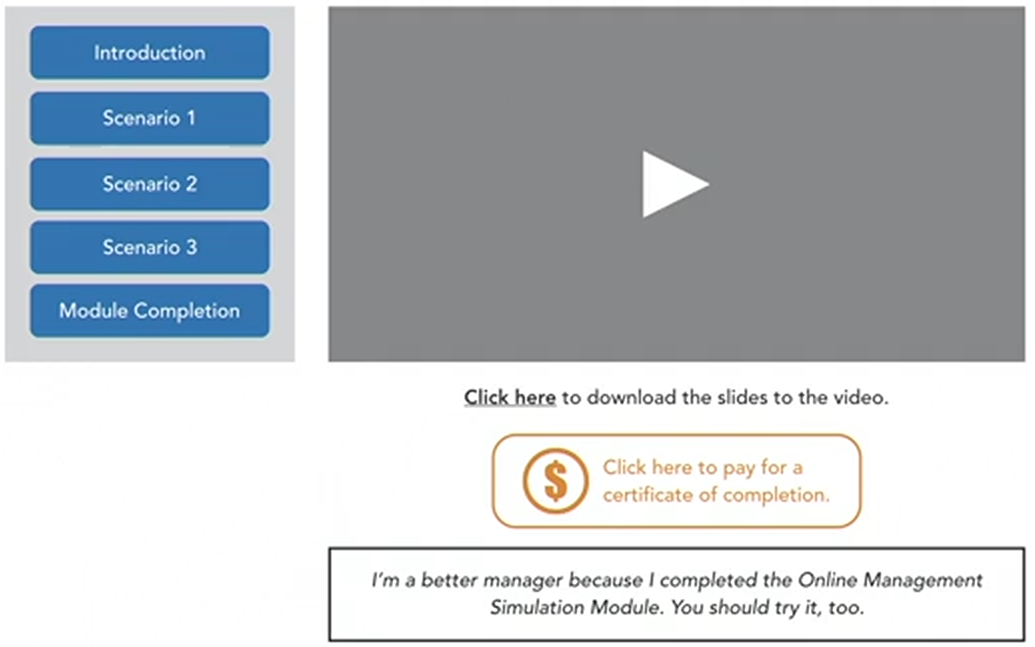 Introduction
Scenario 1
Scenario 2
Scenario 3
Module Completion
Click here to download the slides to the video.
$
Click here to pay for a
certificate of completion.
I'm a better manager because I completed the Online Management
Simulation Module. You should try it, too.